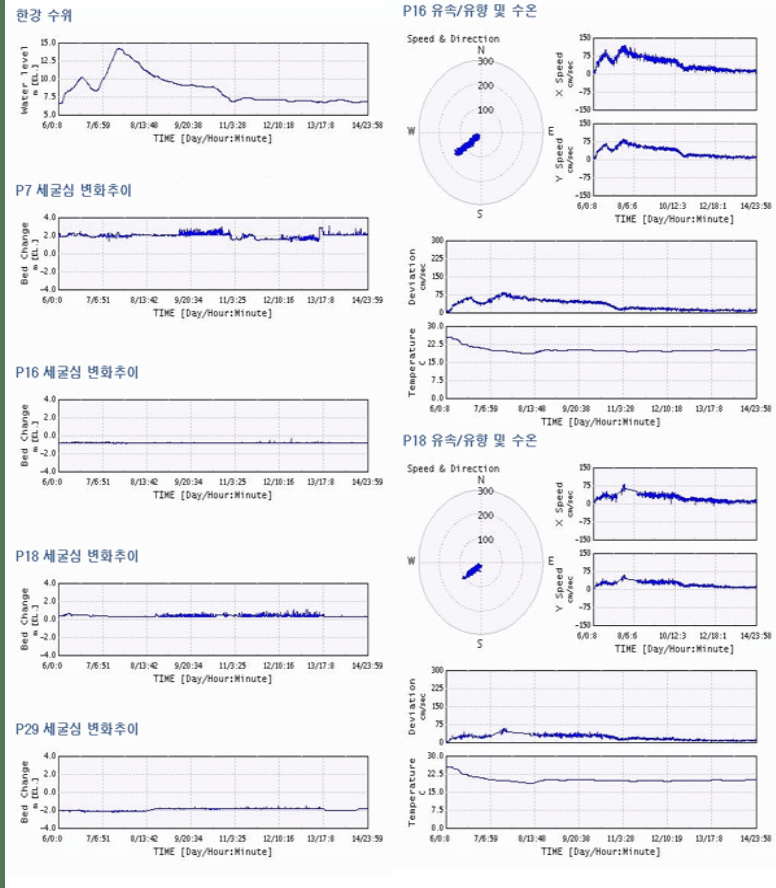 한강 수위
15.0
12.5
10.0
7.5
5.0
Water level
m [EL.]
6/0:8 7/6:59 8/13:42 9/20:34 11/3:25 12/10:16 13/17:8 14/23:58
TIME [Day/Hour:Minute]
P7 세굴심 변화추이
4.0
2.0
0.0
-2.0
-4.0
Bed Change
m [EL.]
6/0:0 7/6:51 8/13:42 9/20:34 11/3:25 12/10:16 13/17:8 14/23:59
TIME [Day/Hour:Minute]
P16 세굴심 변화추이
4.0
2.0
0.0
-2.0
-4.0
Bed Change
m [EL.]
6/0:0 7/6:51 8/13:42 9/20:34 11/3:25 12/10:16 13/17:8 14/23:59
TIME [Day/Hour:Minute]
P18 세굴심 변화추이
4.0
2.0
0.0
-2.0
-4.0
Bed Change
m [EL.]
6/0:0 7/6:51 8/13:42 9/20:34 11/3:25 12/10:16 13/17:8 14/23:59
TIME [Day/Hour:Minute]
P29 세굴심 변화추이
4.0
2.0
0.0
-2.0
-4.0
Bed Change
m [EL.]
6/0:0 7/6:51 8/13:42 9/20:34 11/3:25 12/10:16 13/17:8 14/23:59
TIME [Day/Hour:Minute]
P16 유속/유향 및 수온
Speed & Direction
N
300
200
100
W
E
S
150
75
0
-75
-150
X Speed
cm/sec
150
75
0
-75
-150
Y Speed
cm/sec
6/0:8 8/6:6 10/12:3 12/18:1 14/23:58
TIME [Day/Hour:Minute]
300
225
150
75
0
Deviation
cm/sec
30.0
22.5
15.0
7.5
0.0
Temperature
C
6/0:8 7/6:59 8/13:48 9/20:38 11/3:28 12/10:18 13/17:8 14/23:58
TIME [Day/Hour:Minute]
P18 유속/유향 및 수온
Speed & Direction
N
300
200
100
W
E
S
150
75
0
-75
-150
X Speed
cm/sec
150
75
0
-75
-150
Y Speed
cm/sec
6/0:8 8/6:6 10/12:3 12/18:1 14/23:58
TIME [Day/Hour:Minute]
300
225
150
75
0
Deviation
cm/sec
30.0
22.5
15.0
7.5
0.0
Temperature
C
6/0:8 7/6:59 8/13:48 9/20:38 11/3:28 12/10:19 13/17:8 14/23:58
TIME [Day/Hour:Minute]